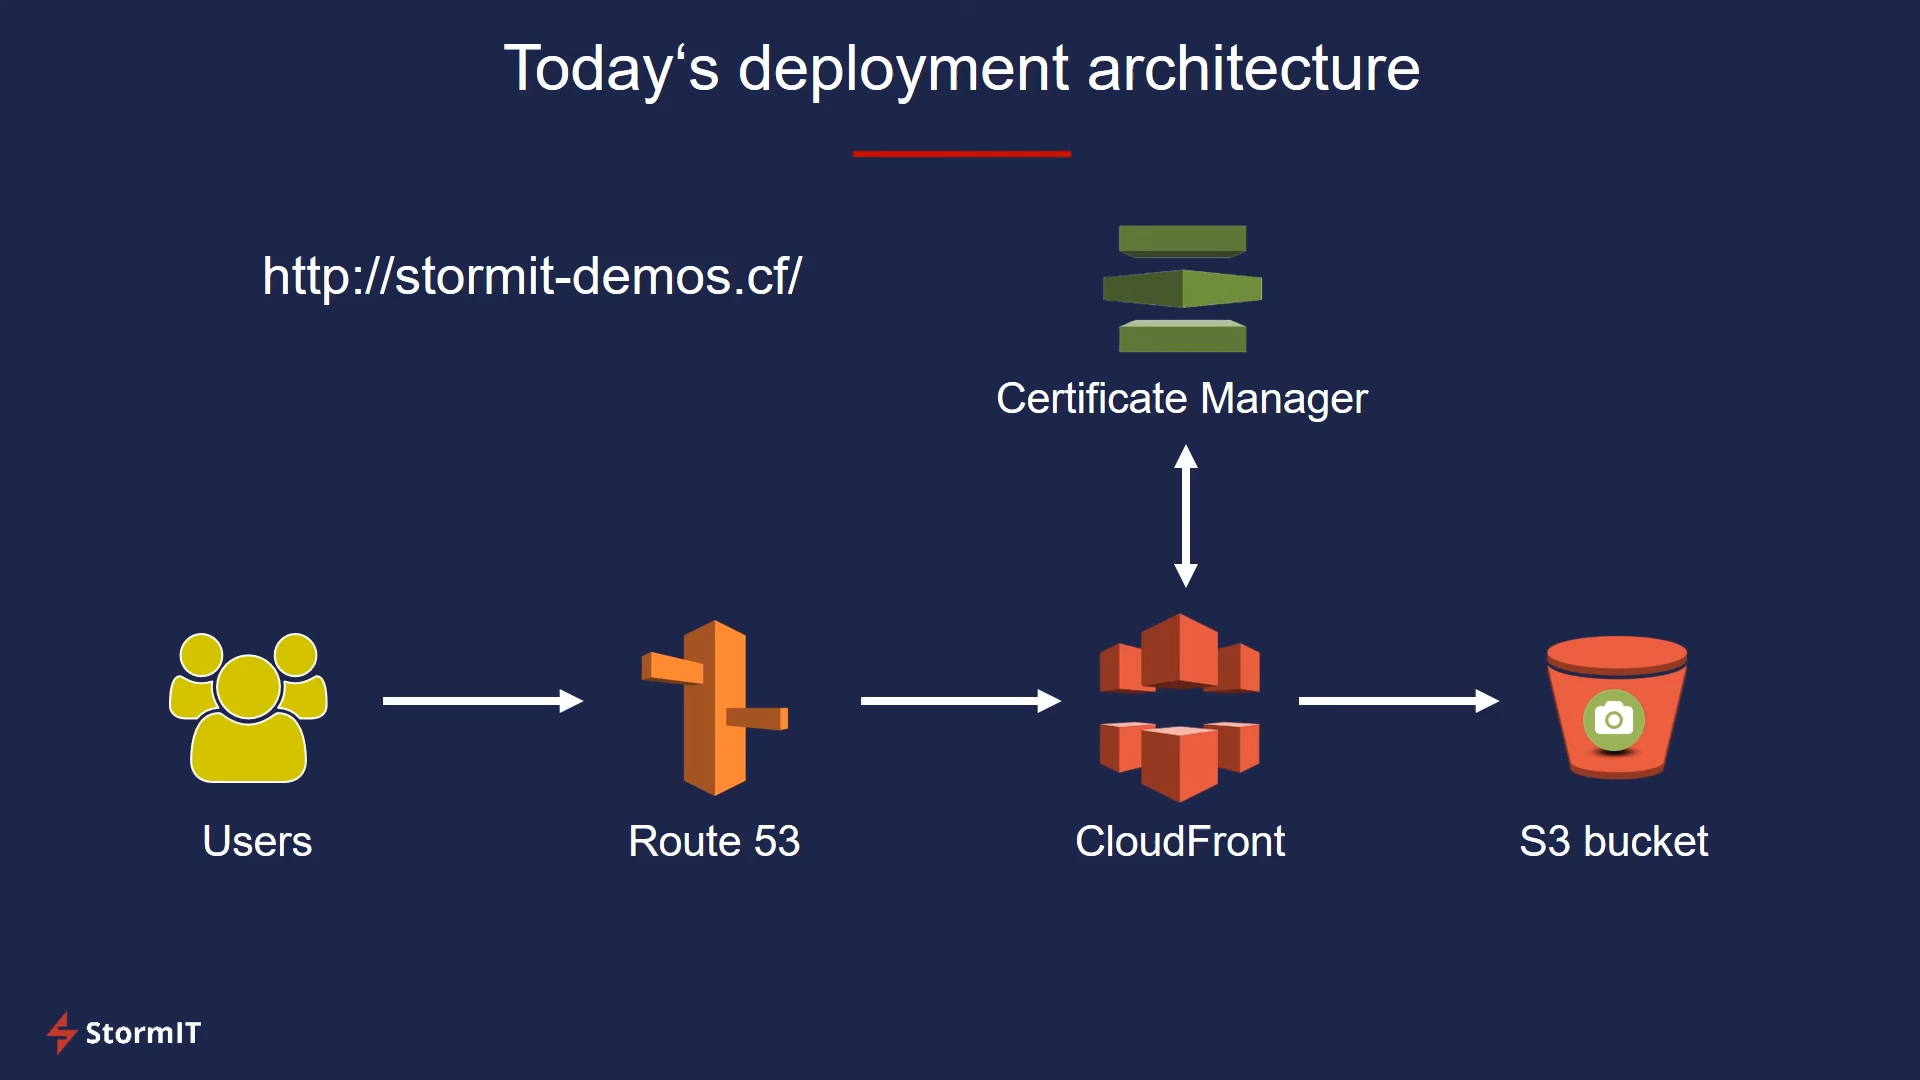 Today‘s deployment architecture
http://stormit-demos.cf/
Certificate Manager
Users
Route 53
CloudFront
S3 bucket
StormIT